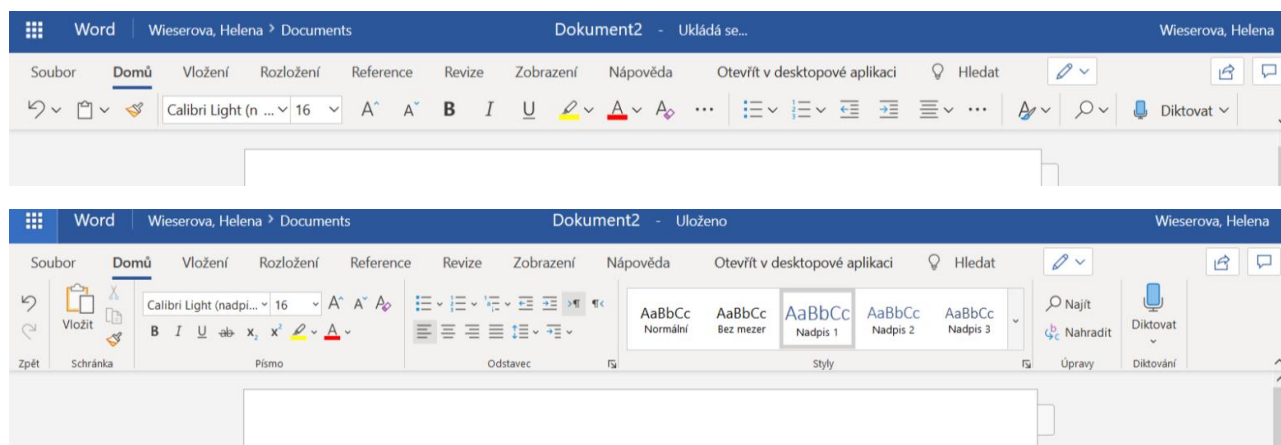 Word Wieserova, Helena > Documents Dokument2 - Ukládá se... Wieserova, Helena
Soubor Domů Vložení Rozložení Reference Revize Zobrazení Nápověda Otevřít v desktopové aplikaci Hledat
Calibri Light (n ... 16 A A B I U A A ... ... Diktovat
Word Wieserova, Helena > Documents Dokument2 - Uloženo Wieserova, Helena
Soubor Domů Vložení Rozložení Reference Revize Zobrazení Nápověda Otevřít v desktopové aplikaci Hledat
Vložit Calibri Light (nadpi... 16 A A A AaBbCc AaBbCc AaBbCc AaBbCc AaBbCc Najít
B I U ab x₂ x² A Normální Bez mezer Nadpis 1 Nadpis 2 Nadpis 3 Nahradit Diktovat
Zpět Schránka Písmo Odstavec Styly Úpravy Diktování